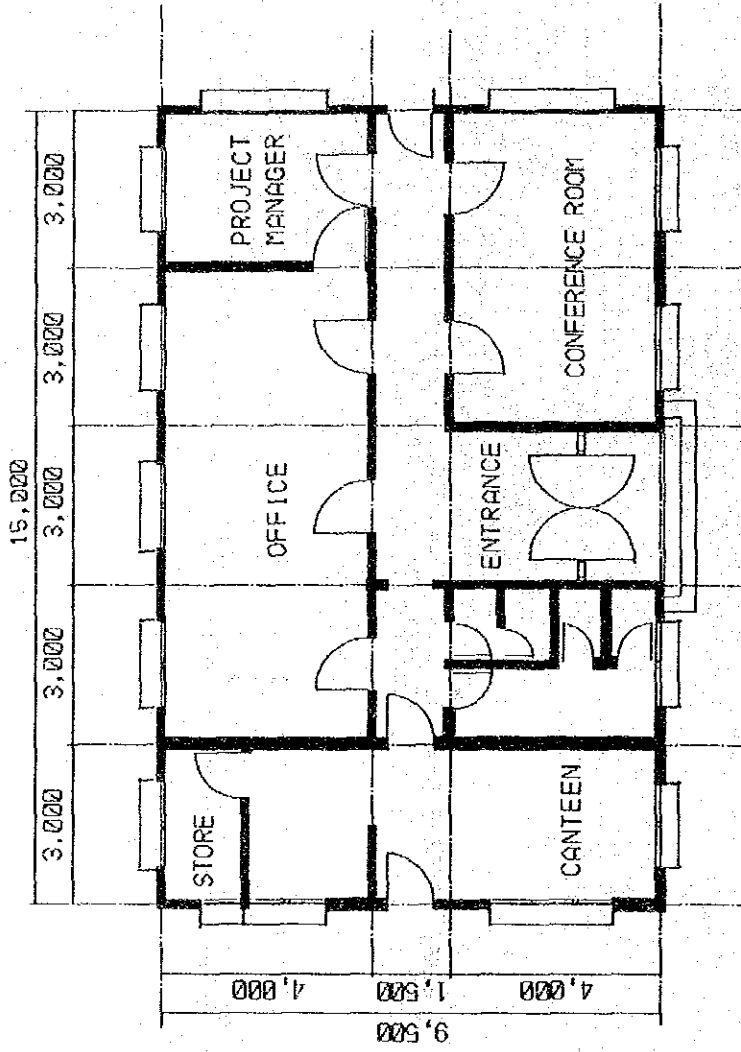 15,000
3,000
3,000
3,000
3,000
3,000
STORE
OFFICE
PROJECT
MANAGER
CANTEEN
ENTRANCE
CONFERENCE ROOM
4,000
1,500
4,000
9,500